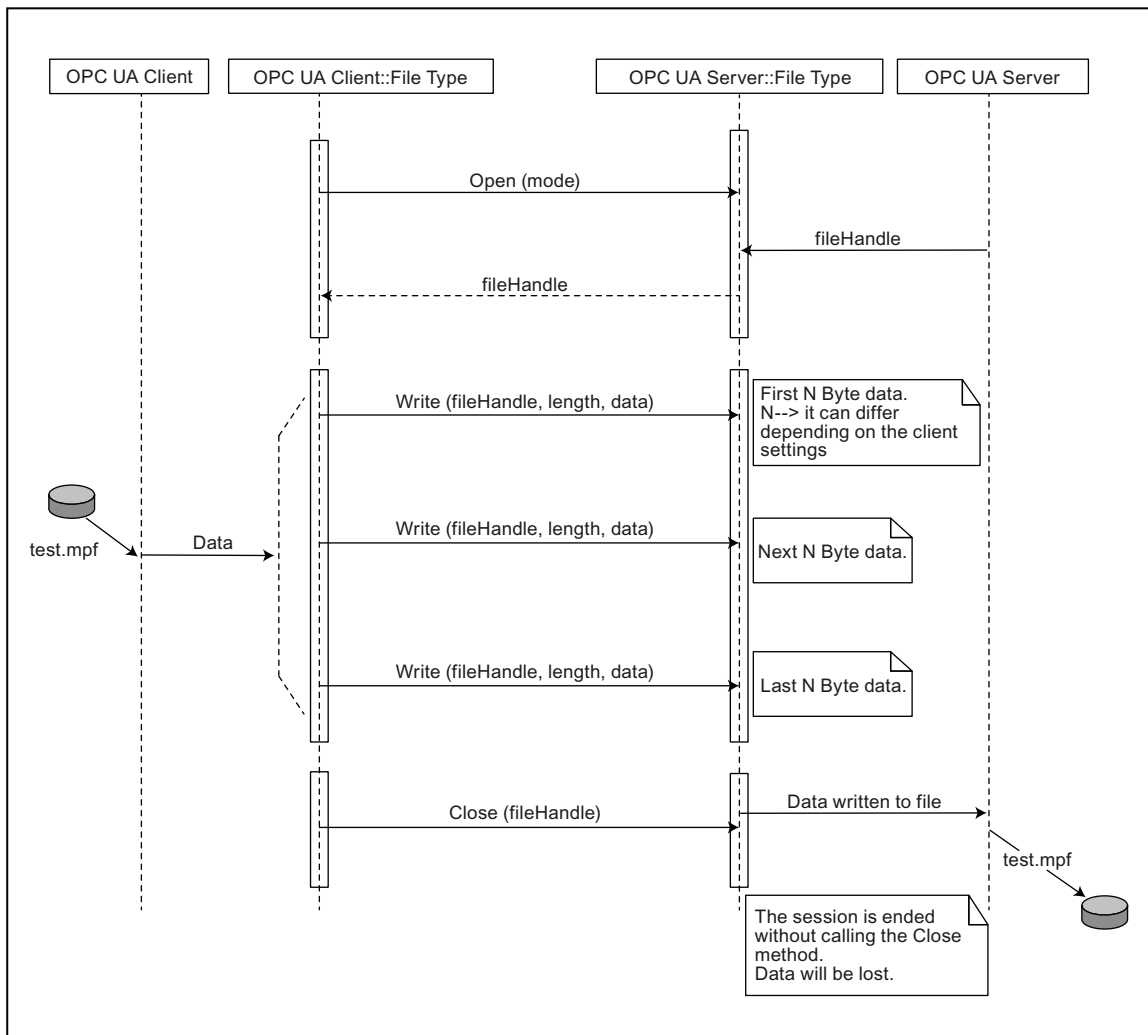 OPC UA Client
OPC UA Client::File Type
OPC UA Server::File Type
OPC UA Server
Open (mode)
fileHandle
fileHandle
Write (fileHandle, length, data)
First N Byte data.
N--> it can differ
depending on the client
settings
test.mpf
Data
Write (fileHandle, length, data)
Next N Byte data.
Write (fileHandle, length, data)
Last N Byte data.
Close (fileHandle)
Data written to file
test.mpf
The session is ended
without calling the Close
method.
Data will be lost.